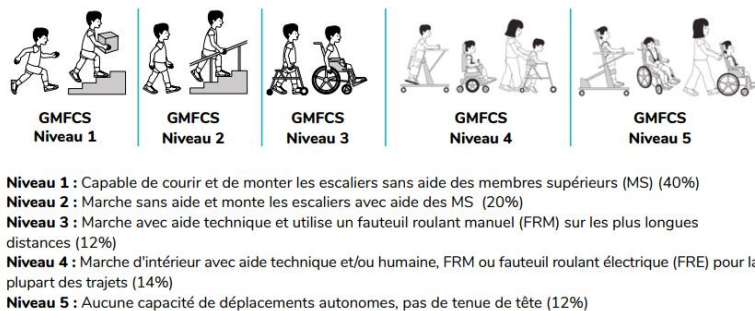 GMFCS
Niveau 1
GMFCS
Niveau 2
GMFCS
Niveau 3
GMFCS
Niveau 4
GMFCS
Niveau 5
Niveau 1 : Capable de courir et de monter les escaliers sans aide des membres supérieurs (MS) (40%)
Niveau 2 : Marche sans aide et monte les escaliers avec aide des MS (20%)
Niveau 3 : Marche avec aide technique et utilise un fauteuil roulant manuel (FRM) sur les plus longues
distances (12%)
Niveau 4 : Marche d'intérieur avec aide technique et/ou humaine, FRM ou fauteuil roulant électrique (FRE) pour la
plupart des trajets (14%)
Niveau 5 : Aucune capacité de déplacements autonomes, pas de tenue de tête (12%)